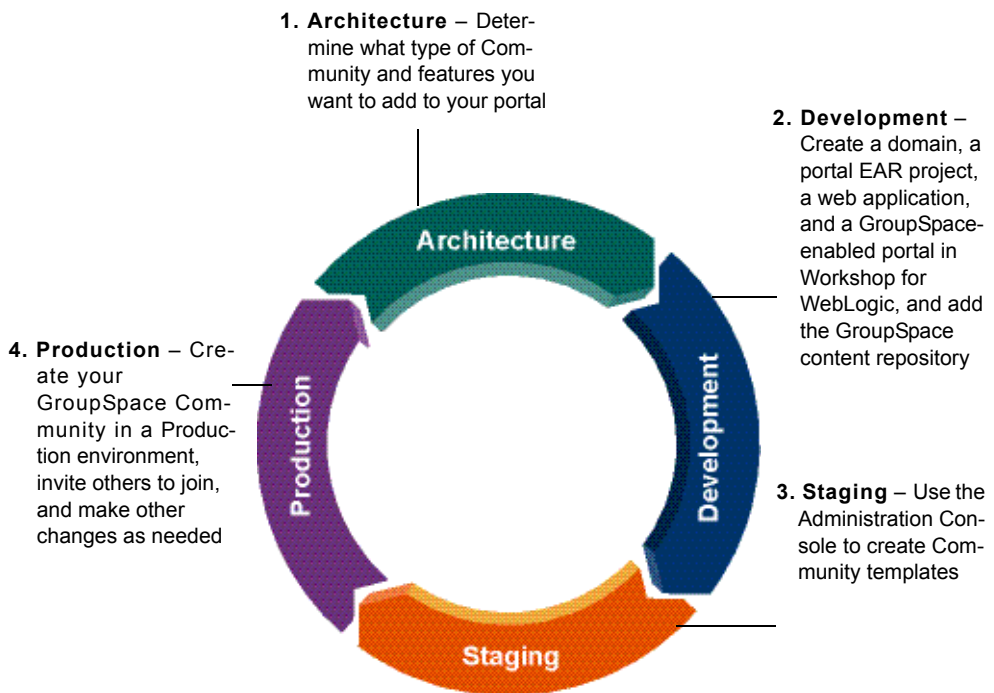 1. Architecture – Deter-
mine what type of Com-
munity and features you
want to add to your portal
2. Development –
Create a domain, a
portal EAR project,
a web application,
and a GroupSpace-
enabled portal in
Workshop for
WebLogic, and add
the GroupSpace
content repository
Architecture
Development
4. Production – Cre-
ate your
GroupSpace Com-
munity in a Produc-
tion environment,
invite others to join,
and make other
changes as needed
Production
3. Staging – Use the
Administration Con-
sole to create Com-
munity templates
Staging